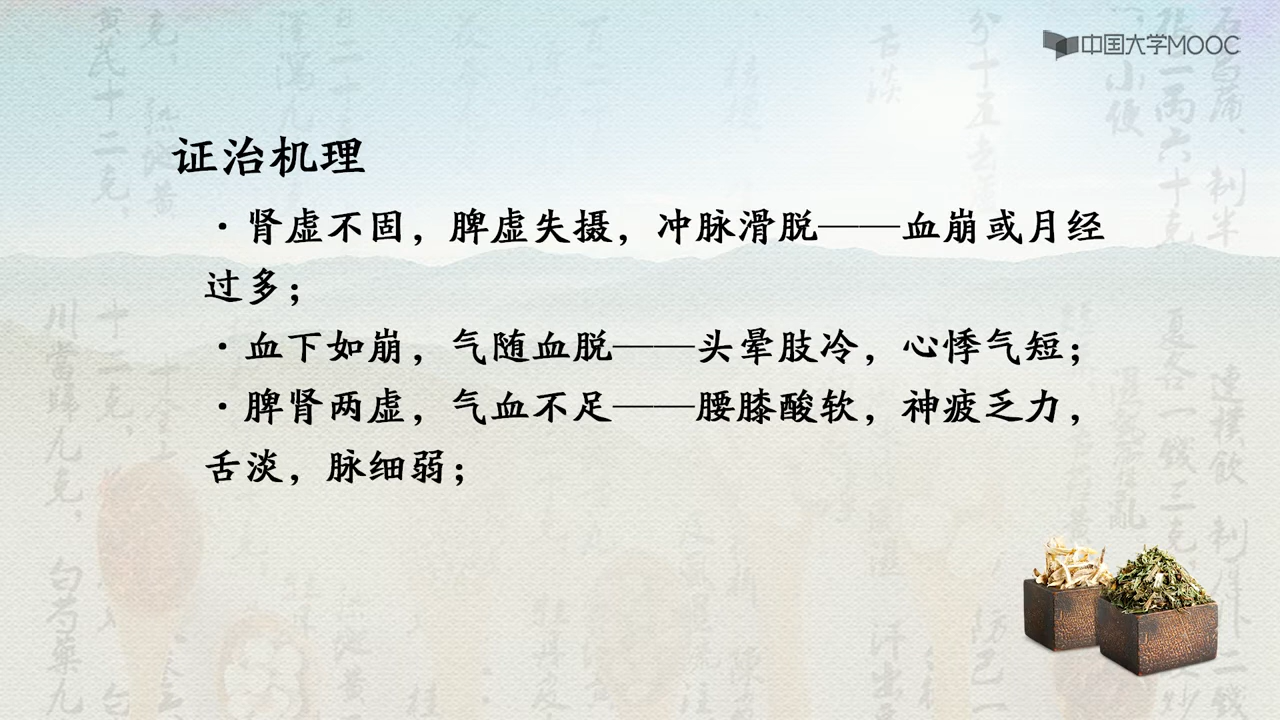 中国大学MOOC
证治机理
·肾虚不固，脾虚失摄，冲脉滑脱——血崩或月经
过多；
·血下如崩，气随血脱——头晕肢冷，心悸气短；
·脾肾两虚，气血不足——腰膝酸软，神疲乏力，
舌淡，脉细弱；